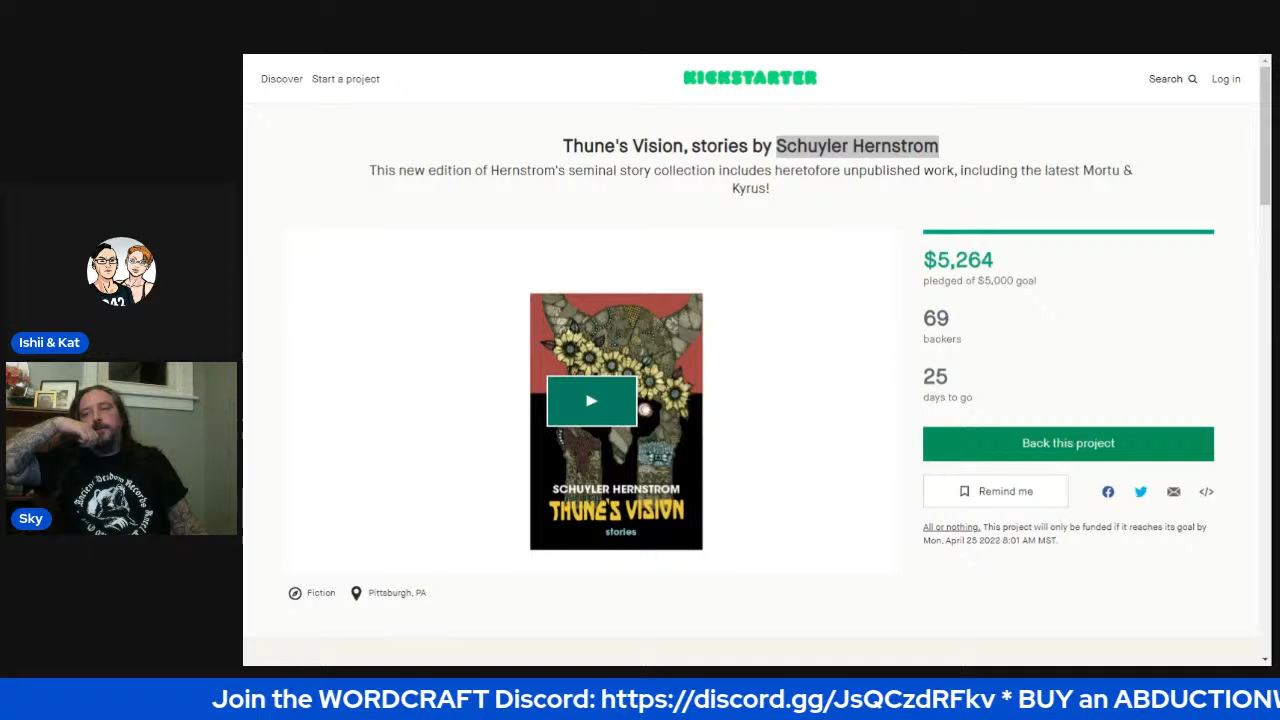 Discover Start a project KICKSTARTER Search Log in
Thune's Vision, stories by Schuyler Hernstrom
This new edition of Hernstrom's seminal story collection includes heretofore unpublished work, including the latest Mortu &
Kyrus!
$5,264
pledged of $5,000 goal
69
backers
25
days to go
Back this project
Remind me
All or nothing. This project will only be funded if it reaches its goal by
Mon, April 25 2022 8:01 AM MST.
SCHUYLER HERNSTROM
THUNE'S VISION
stories
Fiction Pittsburgh, PA
Ishii & Kat
Sky
Join the WORDCRAFT Discord: https://discord.gg/JsQCzdRFkv * BUY an ABDUCTION